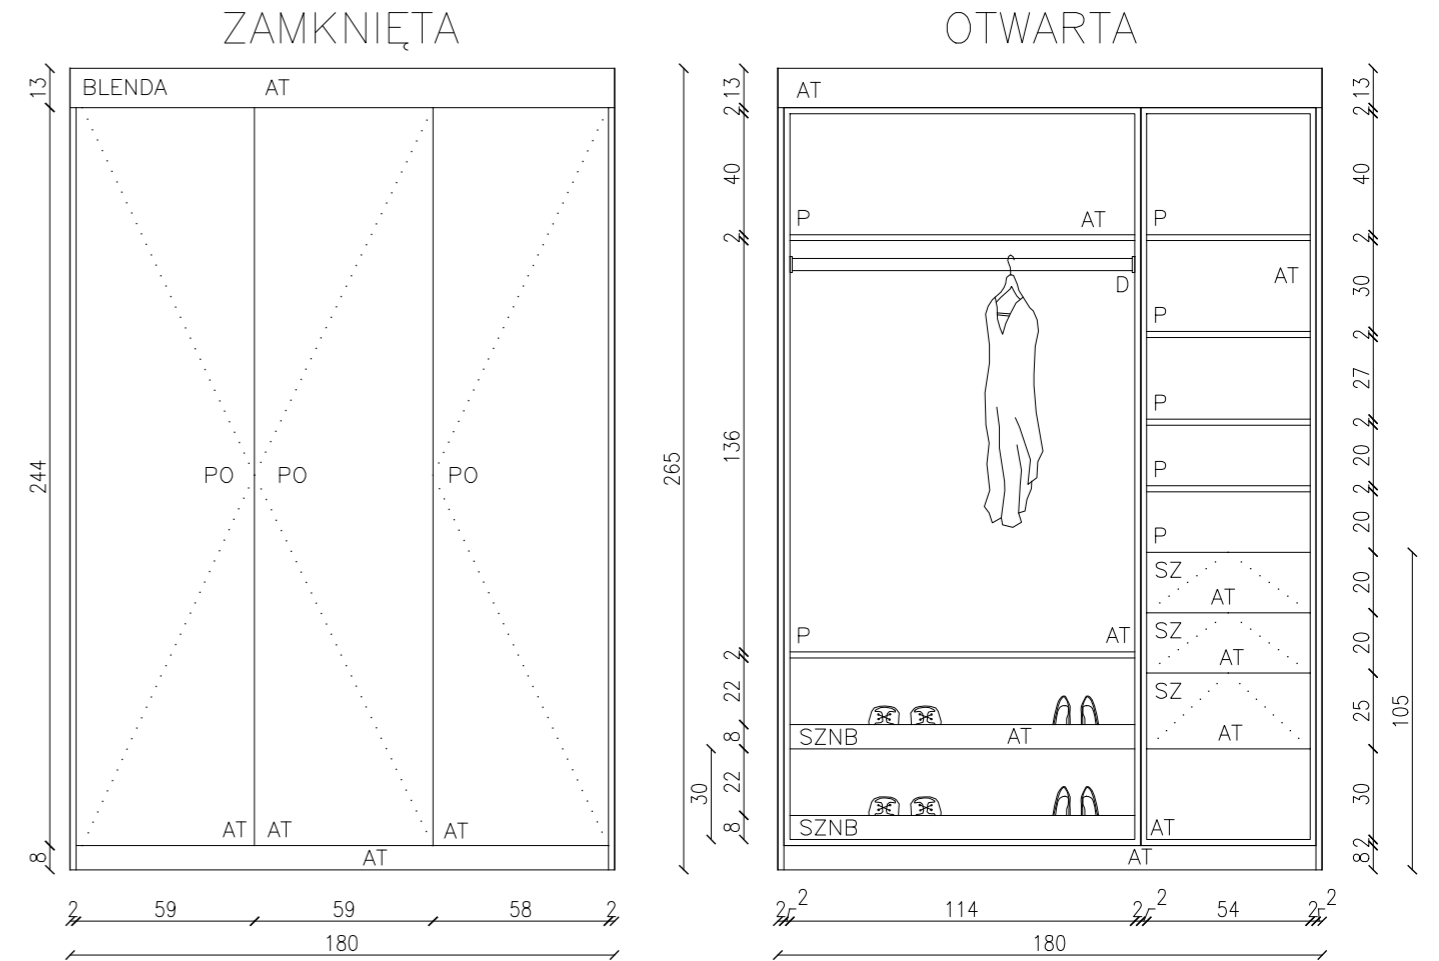 ZAMKNIĘTA
BLENDA AT
PO PO PO
AT AT AT
AT
13
244
8
2 59 59 58 2
180
OTWARTA
265
AT
P AT
D
P AT
SZNB AT
SZNB
P
AT
P
P
P
P
SZ
AT
SZ
AT
SZ
AT
AT
AT
13
2
40
2
136
2
22
8
22
8
30
13
2
40
2
30
2
27
2
20
2
20
20
20
25
30
2
8
105
2 2 114 2 2 54 2 2
180